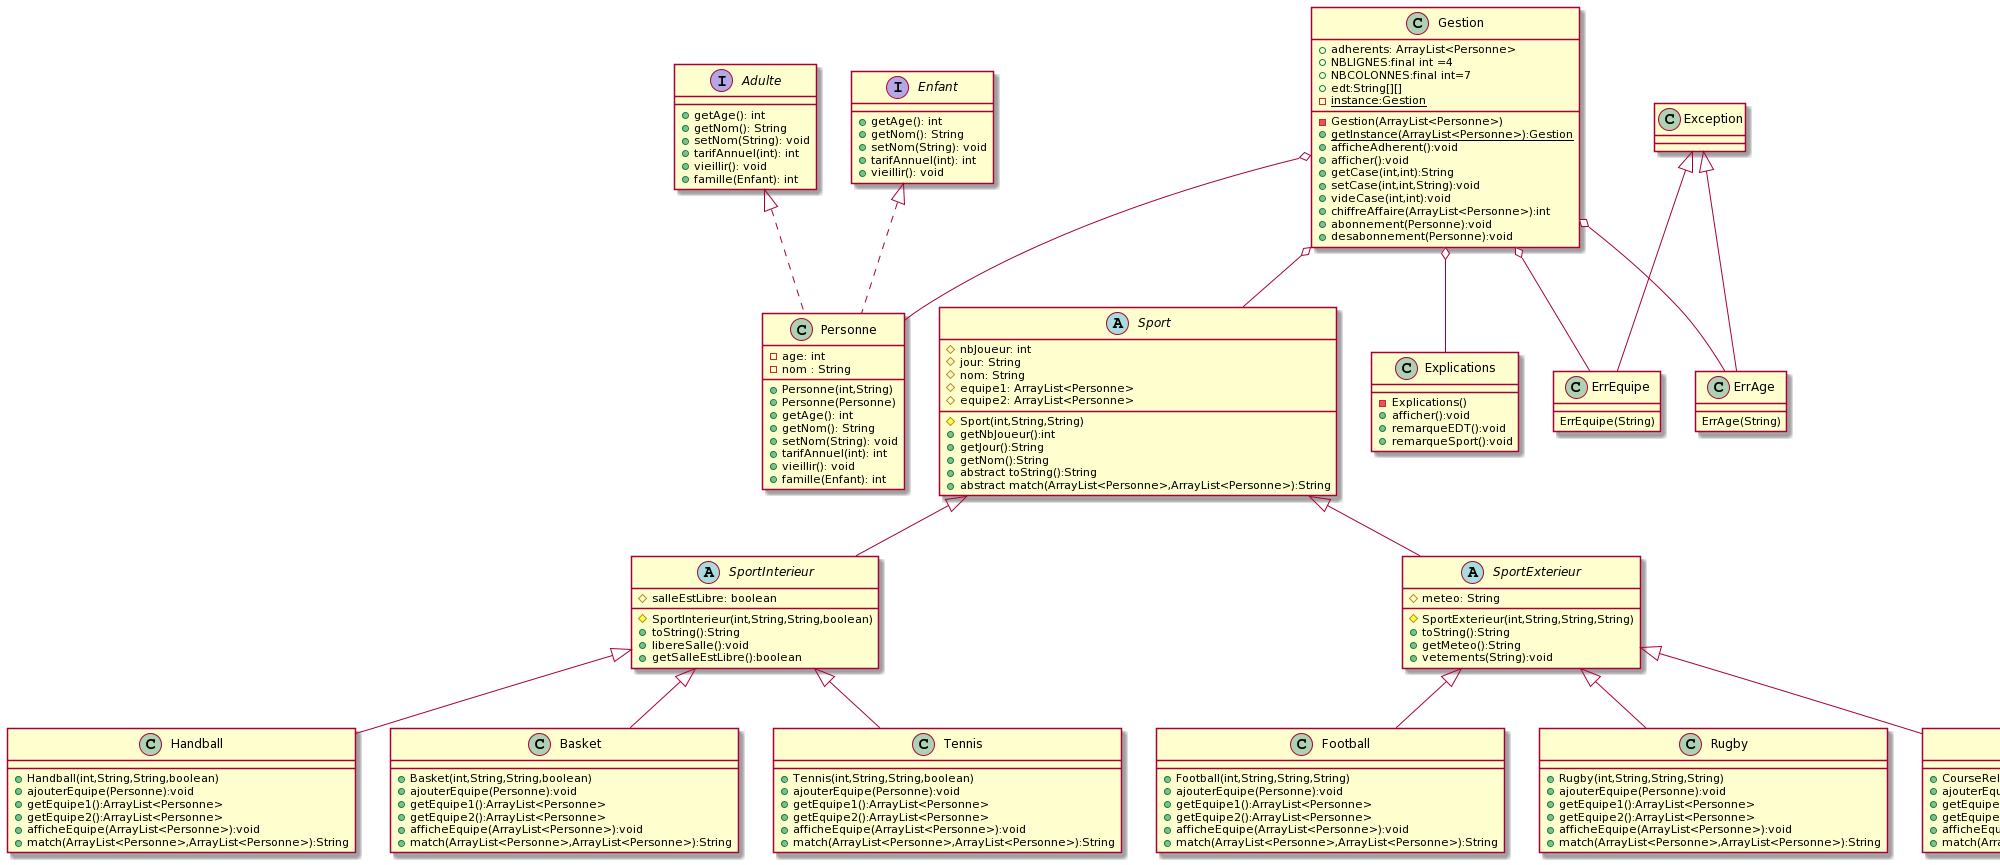 C Gestion
adherents: ArrayList<Personne>
NBLIGNES:final int =4
NBCOLONNES:final int=7
edt:String[][]
instance:Gestion
Gestion(ArrayList<Personne>)
getInstance(ArrayList<Personne>):Gestion
afficheAdherent():void
afficher():void
getCase(int,int):String
setCase(int,int,String):void
videCase(int,int):void
chiffreAffaire(ArrayList<Personne>):int
abonnement(Personne):void
desabonnement(Personne):void
I Adulte
getAge(): int
getNom(): String
setNom(String): void
tarifAnnuel(int): int
vieillir(): void
famille(Enfant): int
I Enfant
getAge(): int
getNom(): String
setNom(String): void
tarifAnnuel(int): int
vieillir(): void
C Exception
C Personne
age: int
nom : String
Personne(int,String)
Personne(Personne)
getAge(): int
getNom(): String
setNom(String): void
tarifAnnuel(int): int
vieillir(): void
famille(Enfant): int
A Sport
nbJoueur: int
jour: String
nom: String
equipe1: ArrayList<Personne>
equipe2: ArrayList<Personne>
Sport(int,String,String)
getNbJoueur():int
getJour():String
getNom():String
abstract toString():String
abstract match(ArrayList<Personne>,ArrayList<Personne>):String
C Explications
Explications()
afficher():void
remarqueEDT():void
remarqueSport():void
C ErrEquipe
ErrEquipe(String)
C ErrAge
ErrAge(String)
A SportInterieur
salleEstLibre: boolean
SportInterieur(int,String,String,boolean)
toString():String
libereSalle():void
getSalleEstLibre():boolean
A SportExterieur
meteo: String
SportExterieur(int,String,String,String)
toString():String
getMeteo():String
vetements(String):void
C Handball
Handball(int,String,String,boolean)
ajouterEquipe(Personne):void
getEquipe1():ArrayList<Personne>
getEquipe2():ArrayList<Personne>
afficheEquipe(ArrayList<Personne>):void
match(ArrayList<Personne>,ArrayList<Personne>):String
C Basket
Basket(int,String,String,boolean)
ajouterEquipe(Personne):void
getEquipe1():ArrayList<Personne>
getEquipe2():ArrayList<Personne>
afficheEquipe(ArrayList<Personne>):void
match(ArrayList<Personne>,ArrayList<Personne>):String
C Tennis
Tennis(int,String,String,boolean)
ajouterEquipe(Personne):void
getEquipe1():ArrayList<Personne>
getEquipe2():ArrayList<Personne>
afficheEquipe(ArrayList<Personne>):void
match(ArrayList<Personne>,ArrayList<Personne>):String
C Football
Football(int,String,String,String)
ajouterEquipe(Personne):void
getEquipe1():ArrayList<Personne>
getEquipe2():ArrayList<Personne>
afficheEquipe(ArrayList<Personne>):void
match(ArrayList<Personne>,ArrayList<Personne>):String
C Rugby
Rugby(int,String,String,String)
ajouterEquipe(Personne):void
getEquipe1():ArrayList<Personne>
getEquipe2():ArrayList<Personne>
afficheEquipe(ArrayList<Personne>):void
match(ArrayList<Personne>,ArrayList<Personne>):String
CourseRel
ajouterEqu
getEquipe
getEquipe
afficheEqu
match(Arra